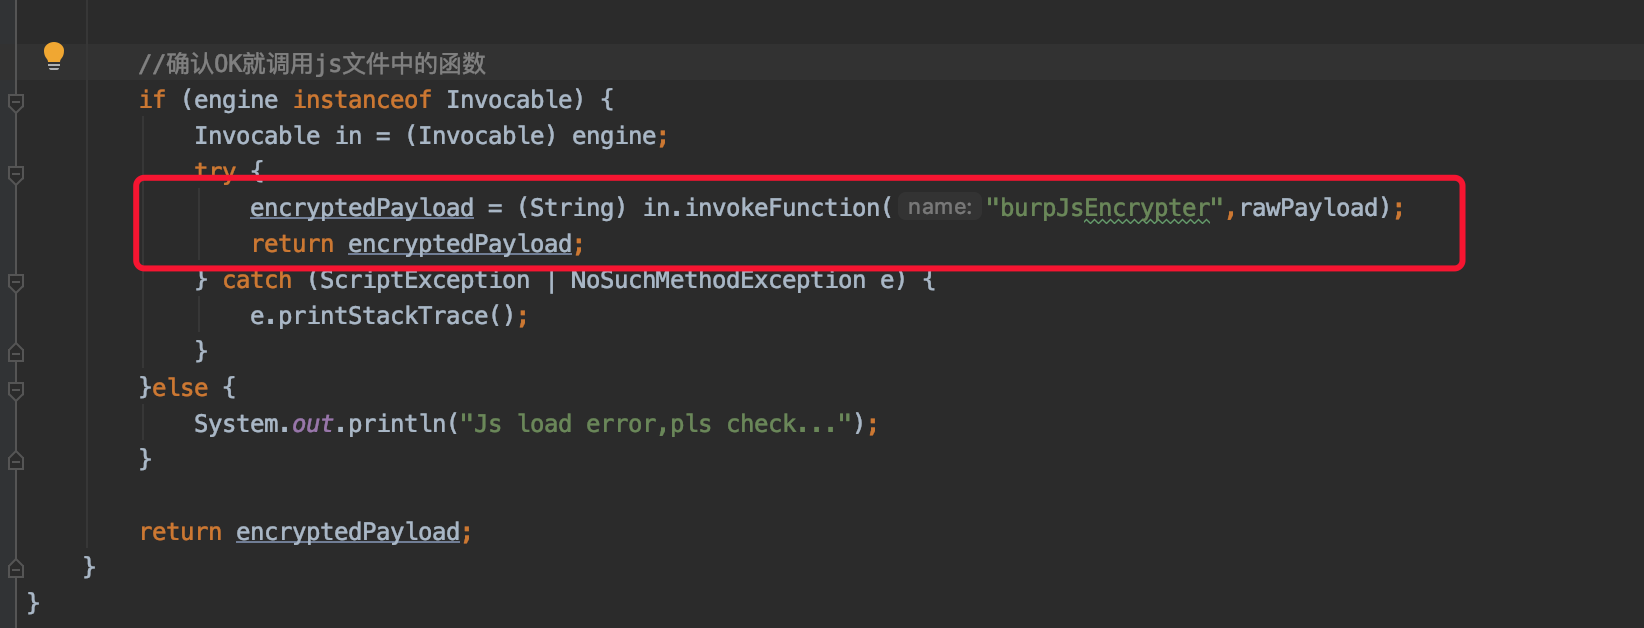 //确认OK就调用js文件中的函数
if (engine instanceof Invocable) {
Invocable in = (Invocable) engine;
try {
encryptedPayload = (String) in.invokeFunction( name: "burpJsEncrypter",rawPayload);
return encryptedPayload;
} catch (ScriptException | NoSuchMethodException e) {
e.printStackTrace();
}
}else {
System.out.println("Js load error,pls check...");
}
return encryptedPayload;
}
}